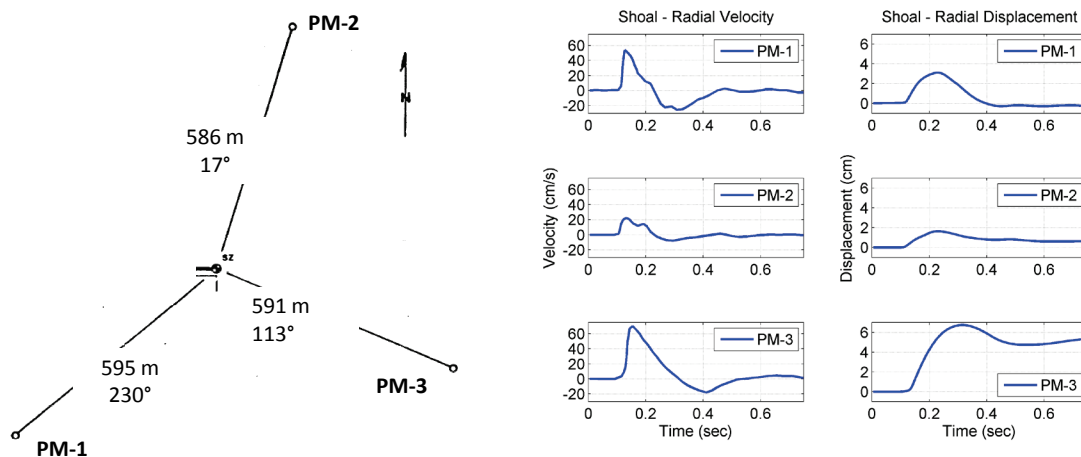 PM-2
N
586 m
17°
SZ
591 m
113°
595 m
230°
PM-3
PM-1
Shoal - Radial Velocity
60
40
20
0
-20
PM-1
0
0.2
0.4
0.6
Velocity (cm/s)
60
40
20
0
-20
PM-2
0
0.2
0.4
0.6
60
40
20
0
-20
PM-3
0
0.2
0.4
0.6
Time (sec)
Shoal - Radial Displacement
6
4
2
0
PM-1
0
0.2
0.4
0.6
Displacement (cm)
6
4
2
0
PM-2
0
0.2
0.4
0.6
6
4
2
0
PM-3
0
0.2
0.4
0.6
Time (sec)